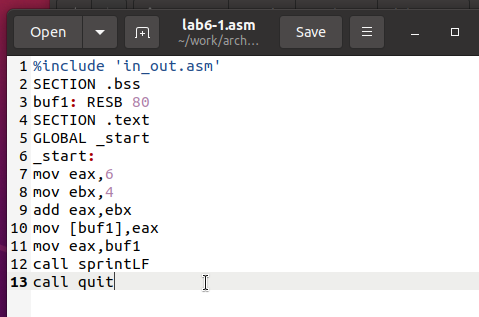 Open lab6-1.asm Save
~/work/arch...
1 %include 'in_out.asm'
2 SECTION .bss
3 buf1: RESB 80
4 SECTION .text
5 GLOBAL _start
6 _start:
7 mov eax,6
8 mov ebx,4
9 add eax,ebx
10 mov [buf1],eax
11 mov eax,buf1
12 call sprintLF
13 call quit